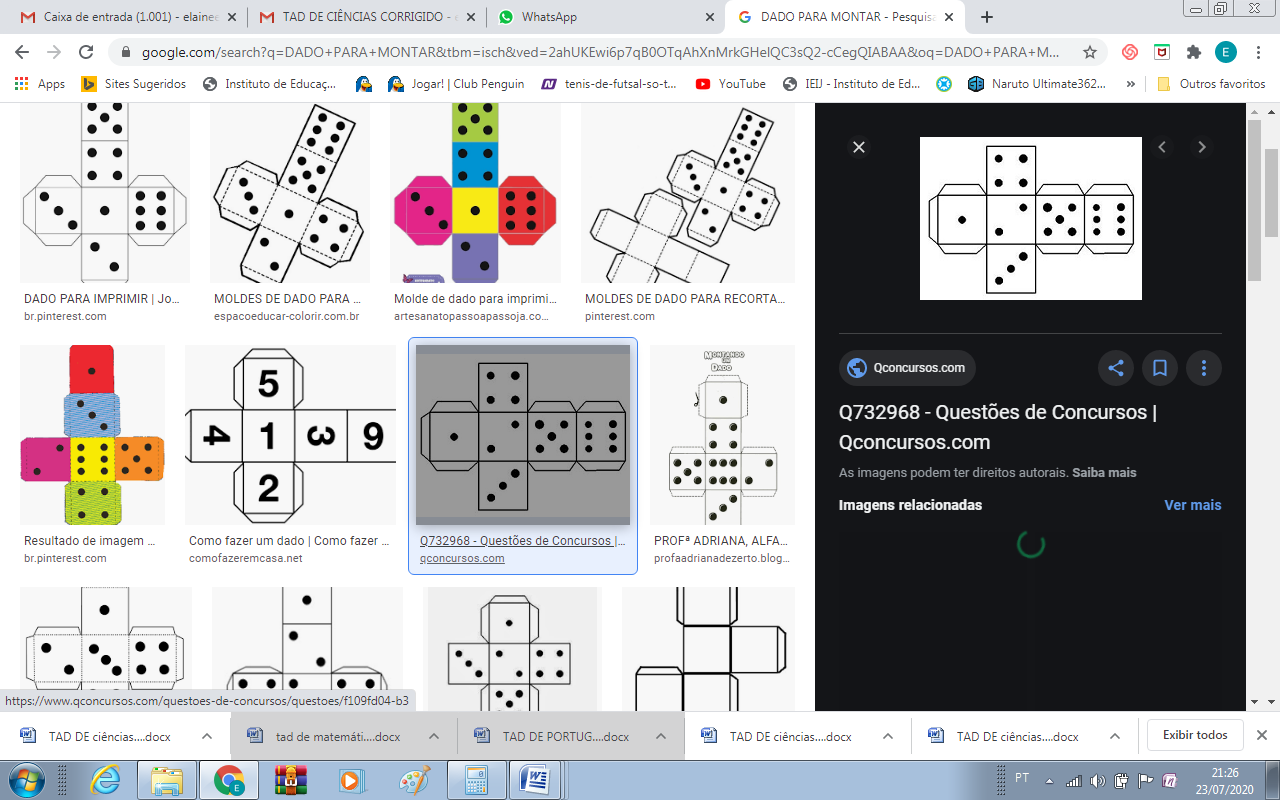 Caixa de entrada (1.001) - elainee
TAD DE CIÊNCIAS CORRIGIDO - e
WhatsApp
DADO PARA MONTAR - Pesquisa
google.com/search?q=DADO+PARA+MONTAR&tbm=isch&ved=2ahUKEwi6p7qB0OTqAhXnMrkGHeIQC3sQ2-cCegQIABAA&oq=DADO+PARA+M...
E
Apps
Sites Sugeridos
Instituto de Educaç...
Jogar! | Club Penguin
tenis-de-futsal-so-t...
YouTube
IEIJ - Instituto de Ed...
Naruto Ultimate362...
»
Outros favoritos
DADO PARA IMPRIMIR | Jo...
br.pinterest.com
MOLDES DE DADO PARA ...
espacoeducar-colorir.com.br
Molde de dado para imprimi...
artesanatopassoapassoja.co...
MOLDES DE DADO PARA RECORTA...
pinterest.com
5
4 1 3 6
2
MONTANDO
UM
DADO
Resultado de imagem ...
br.pinterest.com
Como fazer um dado | Como fazer ...
comofazeremcasa.net
Q732968 - Questões de Concursos |...
qconcursos.com
PROFª ADRIANA, ALFA...
profaadrianadezerto.blog...
Qconcursos.com
Q732968 - Questões de Concursos |
Qconcursos.com
As imagens podem ter direitos autorais. Saiba mais
Imagens relacionadas
Ver mais
https://www.qconcursos.com/questoes-de-concursos/questoes/f109fd04-b3
TAD DE ciências....docx
tad de matemáti....docx
TAD DE PORTUG....docx
TAD DE ciências....docx
TAD DE ciências....docx
Exibir todos
PT
21:26
23/07/2020